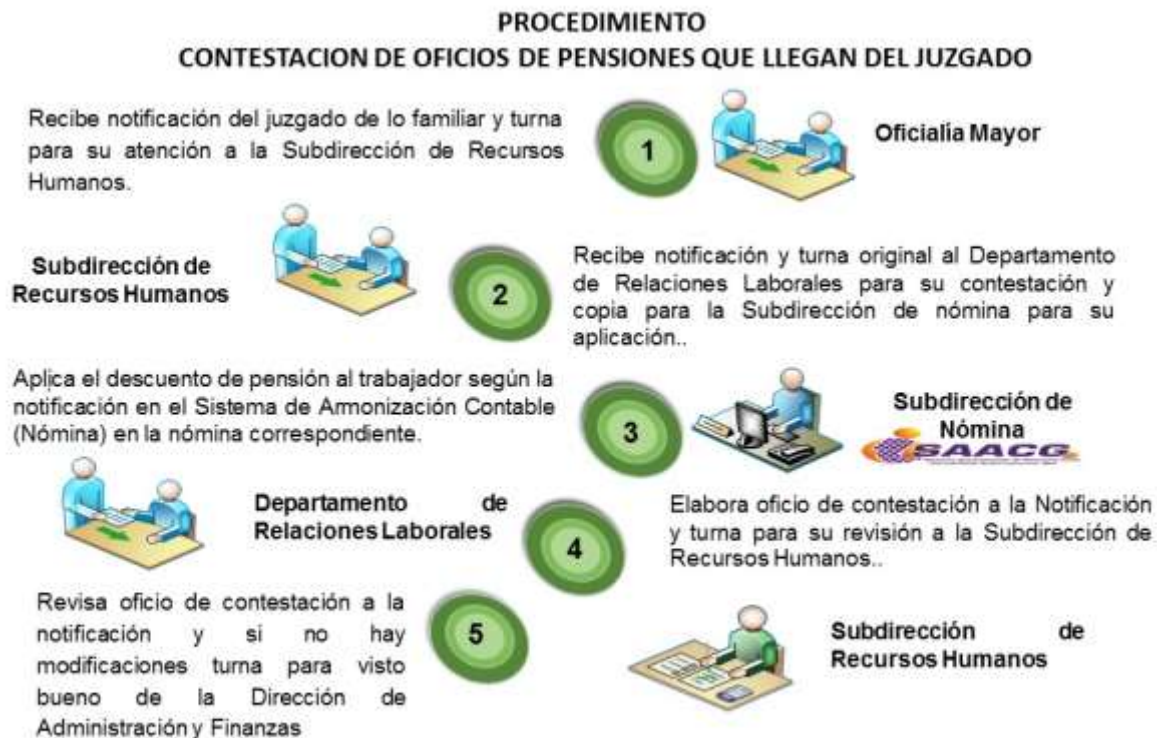 PROCEDIMIENTO
CONTESTACION DE OFICIOS DE PENSIONES QUE LLEGAN DEL JUZGADO
Recibe notificación del juzgado de lo familiar y turna
para su atención a la Subdirección de Recursos
Humanos.
1
Oficialía Mayor
Subdirección de
Recursos Humanos
2
Recibe notificación y turna original al Departamento
de Relaciones Laborales para su contestación y
copia para la Subdirección de nómina para su
aplicación..
Aplica el descuento de pensión al trabajador según la
notificación en el Sistema de Armonización Contable
(Nómina) en la nómina correspondiente.
3
Subdirección de
Nómina
SAACG
Departamento de
Relaciones Laborales
4
Elabora oficio de contestación a la Notificación
y turna para su revisión a la Subdirección de
Recursos Humanos..
Revisa oficio de contestación a la
notificación y si no hay
modificaciones turna para visto
bueno de la Dirección de
Administración y Finanzas
5
Subdirección de
Recursos Humanos